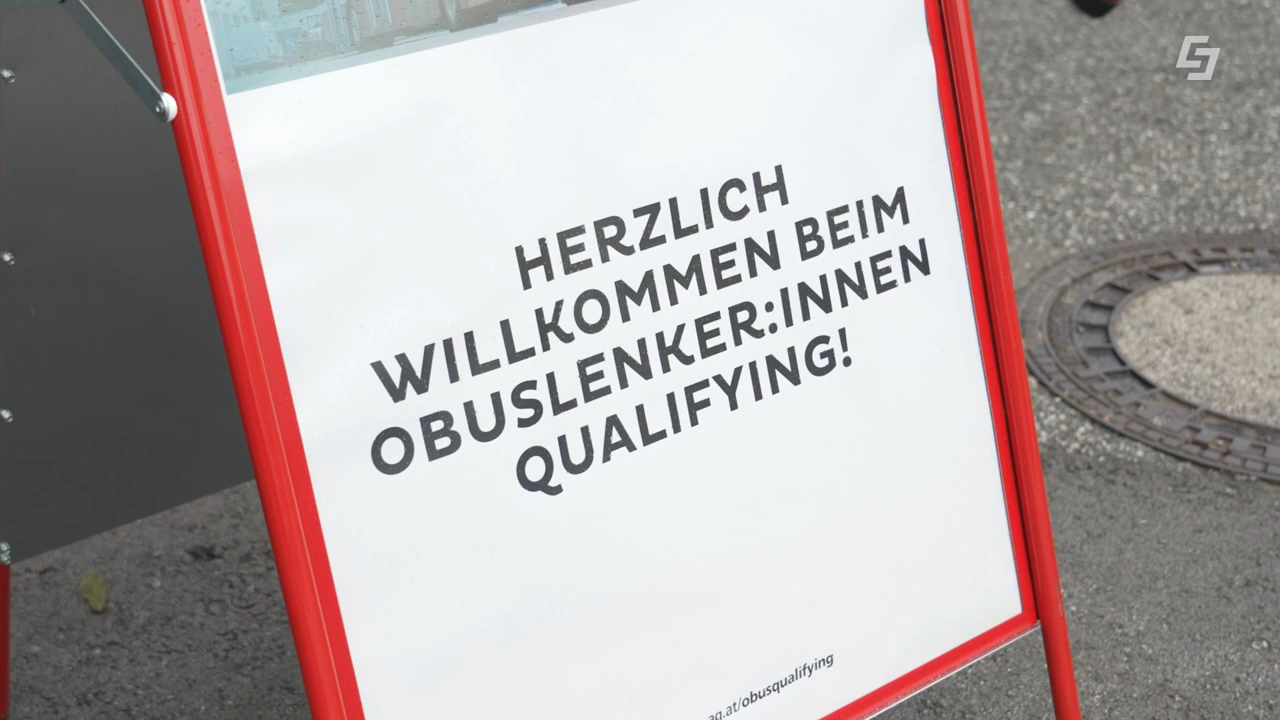 HERZLICH
WILLKOMMEN BEIM
OBUSLENKER:INNEN
QUALIFYING!
ag.at/obusqualifying